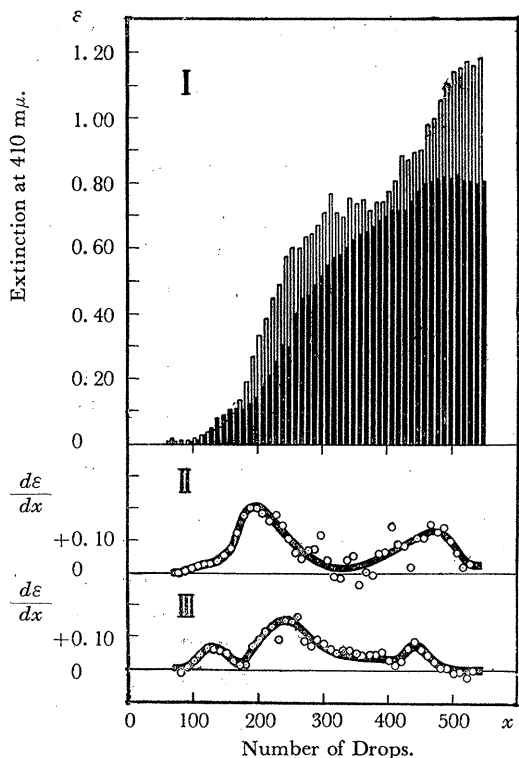 ε
I
1.20
1.00
0.80
0.60
0.40
0.20
0
Extinction at 410 mμ.
II
dε
dx
+0.10
0
III
dε
dx
+0.10
0
0 100 200 300 400 500 x
Number of Drops.